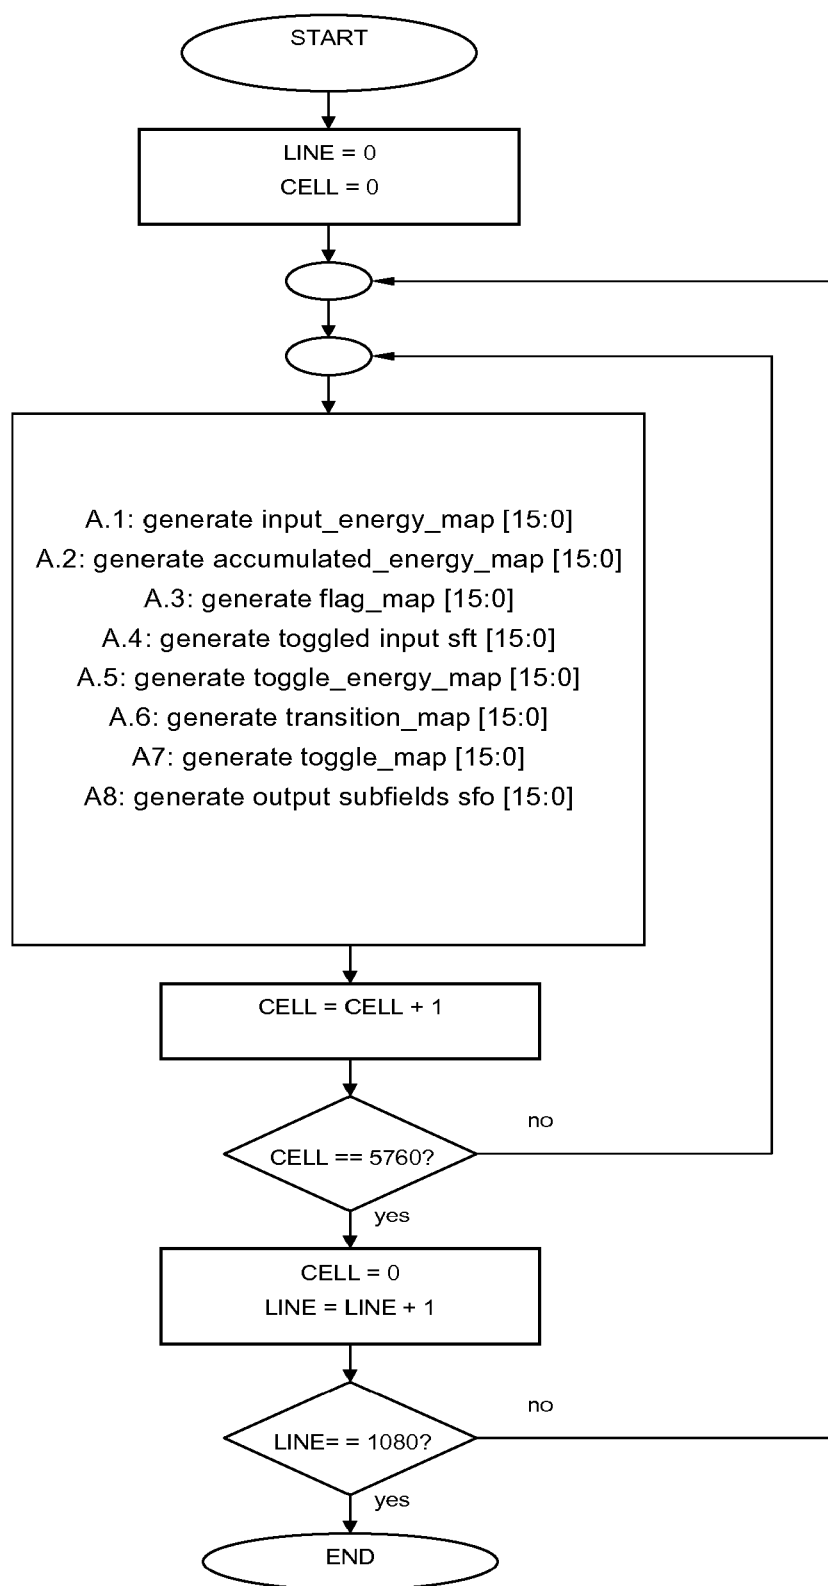 START
LINE = 0
CELL = 0
A.1: generate input_energy_map [15:0]
A.2: generate accumulated_energy_map [15:0]
A.3: generate flag_map [15:0]
A.4: generate toggled input sft [15:0]
A.5: generate toggle_energy_map [15:0]
A.6: generate transition_map [15:0]
A7: generate toggle_map [15:0]
A8: generate output subfields sfo [15:0]
CELL = CELL + 1
no
CELL == 5760?
yes
CELL = 0
LINE = LINE + 1
no
LINE= = 1080?
yes
END